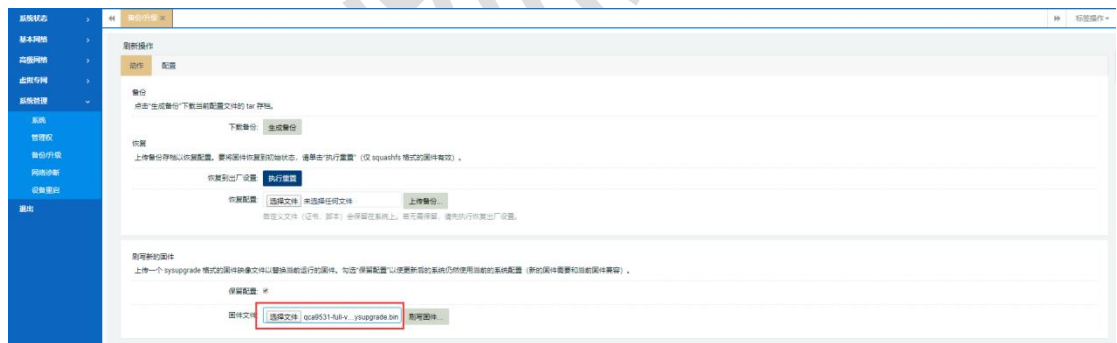 系统状态
基本网络
高级网络
虚拟专网
系统管理
系统
管理权
备份/升级
网络诊断
设备重启
退出
备份/升级
标签操作
刷新操作
动作 配置
备份
点击“生成备份”下载当前配置文件的 tar 存档。
下载备份: 生成备份
恢复
上传备份存档以恢复配置。要将固件恢复到初始状态，请单击“执行重置”（仅 squashfs 格式的固件有效）。
恢复到出厂设置: 执行重置
恢复配置: 选择文件 未选择任何文件 上传备份...
自定义文件（证书、脚本）会保留在系统上。若无需保留，请先执行恢复出厂设置。
刷写新的固件
上传一个 sysupgrade 格式的固件映像文件以替换当前运行的固件。勾选“保留配置”以使更新后的系统仍然使用当前的系统配置（新的固件需要和当前固件兼容）。
保留配置:
固件文件: 选择文件 qca9531-full-v...ysupgrade.bin 刷写固件...